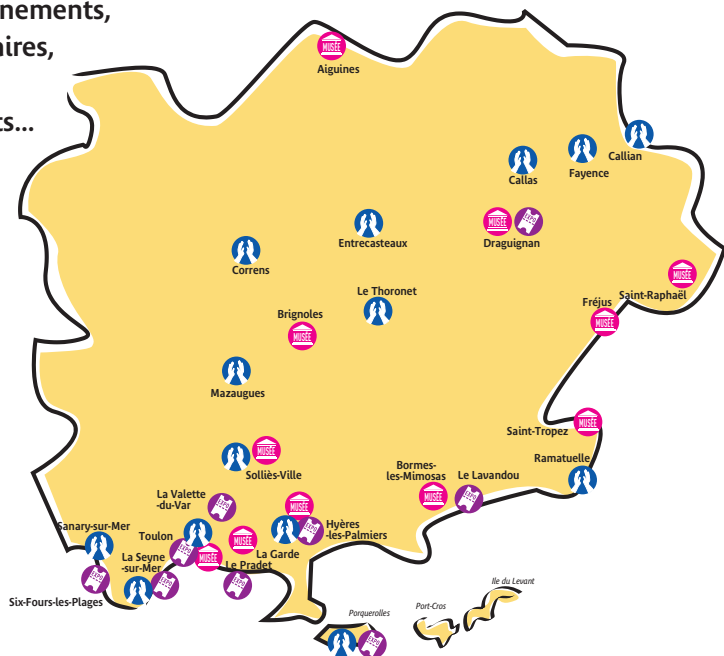 nements,
aires,
ts...
MUSÉE
Aiguines
Callian
Fayence
Callas
MUSÉE
EXPO
Draguignan
Entrecasteaux
Correns
MUSÉE
Saint-Raphaël
Le Thoronet
Fréjus
MUSÉE
Brignoles
MUSÉE
Mazaugues
Saint-Tropez
MUSÉE
MUSÉE
Solliès-Ville
Ramatuelle
Bormes-
les-Mimosas
MUSÉE
Le Lavandou
EXPO
La Valette
-du-Var
EXPO
MUSÉE
Hyères
-les-Palmiers
EXPO
Sanary-sur-Mer
Toulon
EXPO
MUSÉE
MUSÉE
La Garde
La Seyne
-sur-Mer
EXPO
Le Pradet
EXPO
EXPO
Six-Fours-les-Plages
Ile du Levant
Port-Cros
Porquerolles
EXPO